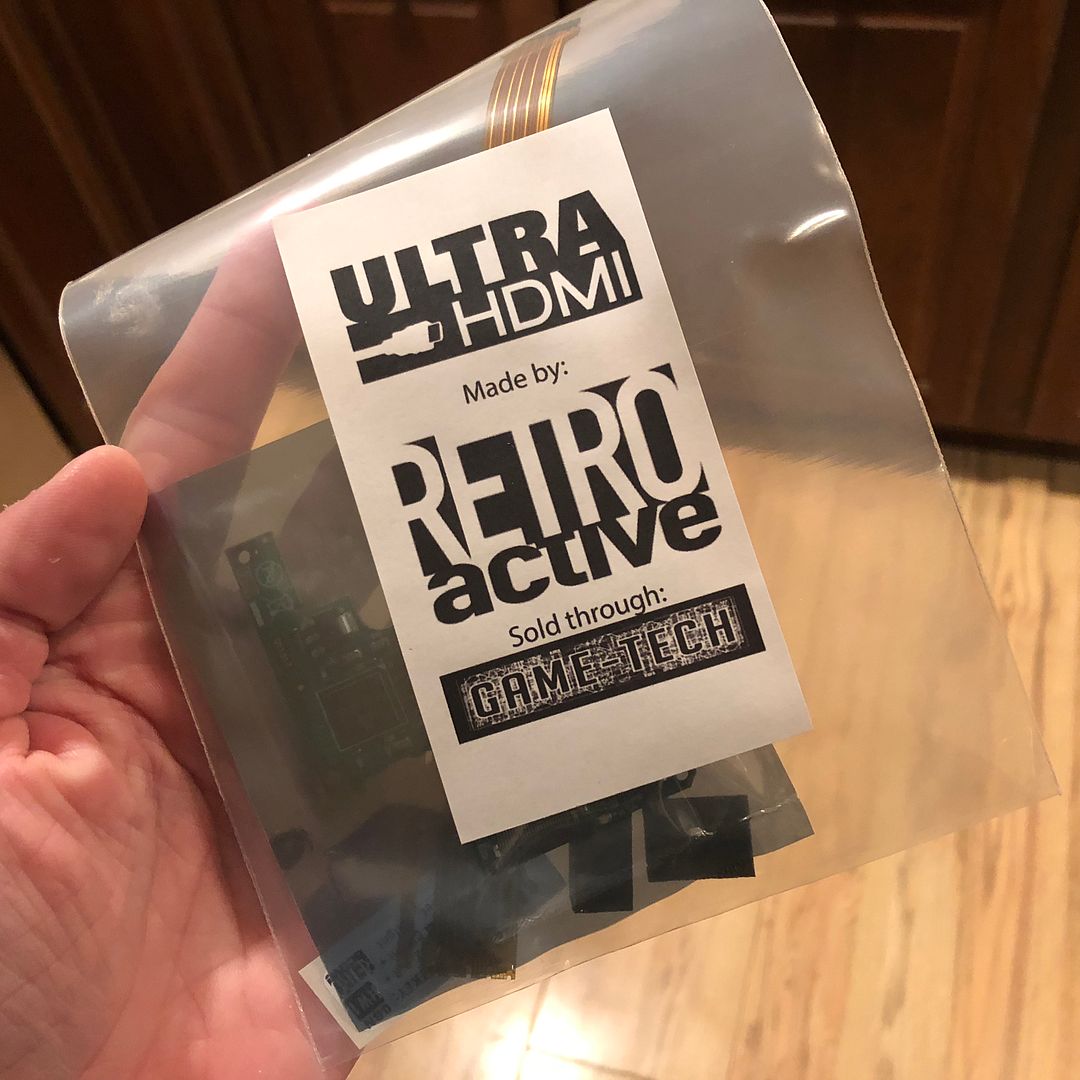 ULTRA
HDMI
Made by:
RETRO
active
Sold through:
GAME-TECH